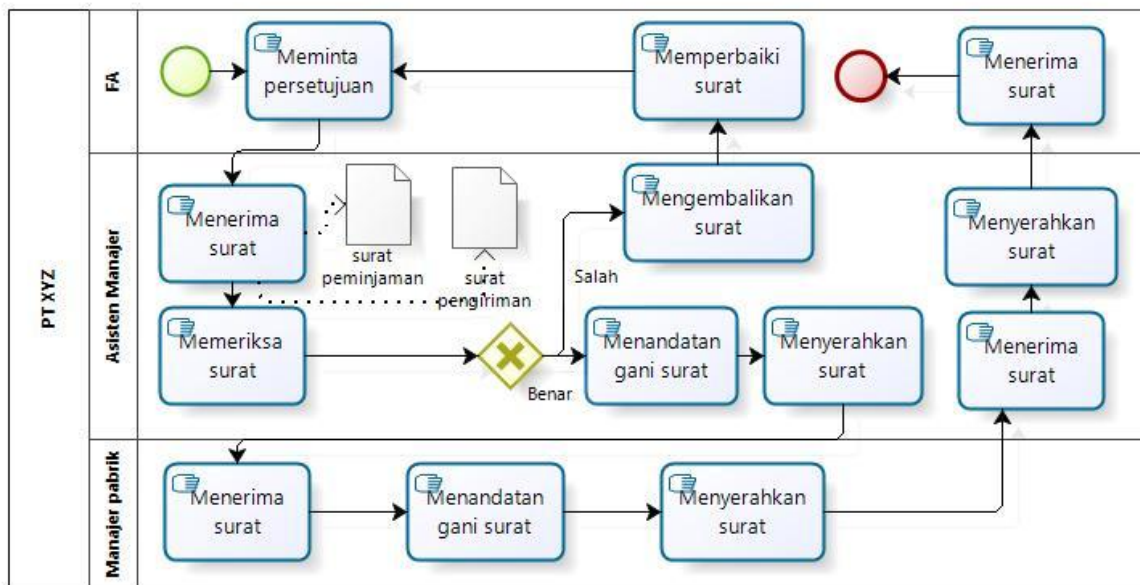 PT XYZ
FA
Meminta
persetujuan
Memperbaiki
surat
Menerima
surat
Asisten Manajer
Menerima
surat
surat
peminjaman
surat
pengiriman
Mengembalikan
surat
Menyerahkan
surat
Salah
Memeriksa
surat
Benar
Menandatan
gani surat
Menyerahkan
surat
Menerima
surat
Manajer pabrik
Menerima
surat
Menandatan
gani surat
Menyerahkan
surat